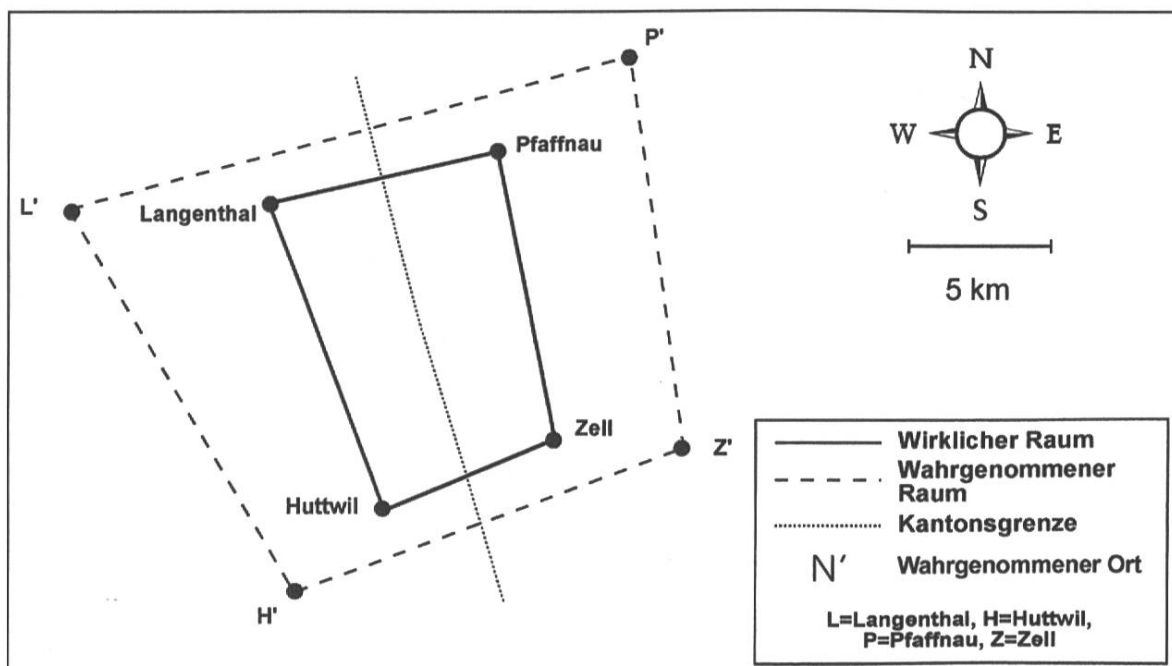 P'
N
Pfaffnau
W
E
L'
Langenthal
S
5 km
Zell
Z'
Wirklicher Raum
Wahrgenommener
Raum
Huttwil
Kantonsgrenze
N' Wahrgenommener Ort
H'
L=Langenthal, H=Huttwil,
P=Pfaffnau, Z=Zell